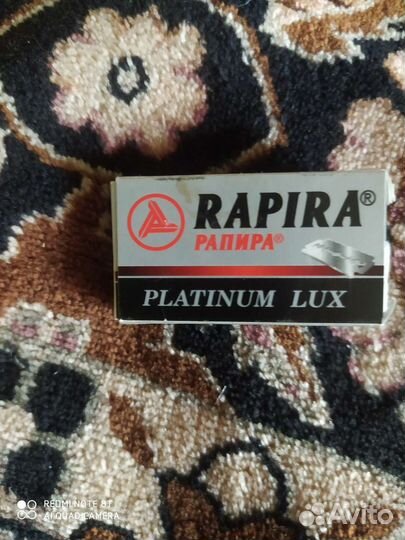 RAPIRA®
РАПИРА®
PLATINUM LUX
REDMI NOTE 8T
AI QUAD CAMERA
Avito